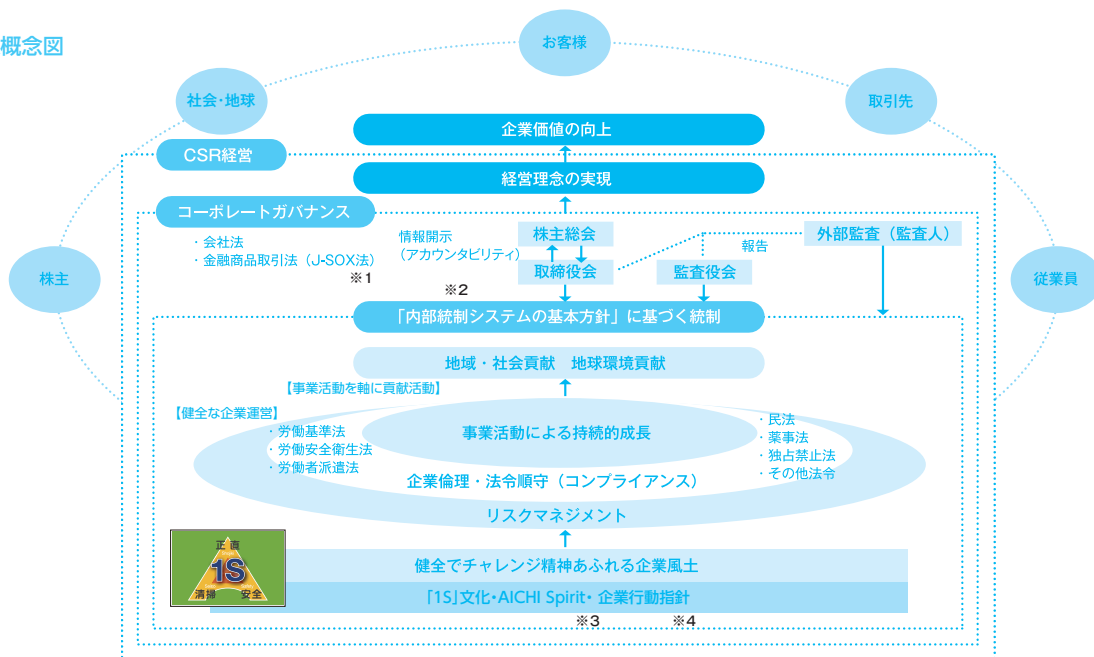 概念図
お客様
社会・地球
取引先
企業価値の向上
CSR経営
経営理念の実現
コーポレートガバナンス
・会社法
・金融商品取引法（J-SOX法）
※1
情報開示
（アカウンタビリティ）
※2
株主総会
取締役会
監査役会
報告
外部監査（監査人）
株主
従業員
「内部統制システムの基本方針」に基づく統制
地域・社会貢献　地球環境貢献
【事業活動を軸に貢献活動】
【健全な企業運営】
・労働基準法
・労働安全衛生法
・労働者派遣法
事業活動による持続的成長
・民法
・薬事法
・独占禁止法
・その他法令
企業倫理・法令順守（コンプライアンス）
リスクマネジメント
正直
1S
清掃
安全
健全でチャレンジ精神あふれる企業風土
「1S」文化・AICHI Spirit・企業行動指針
※3
※4